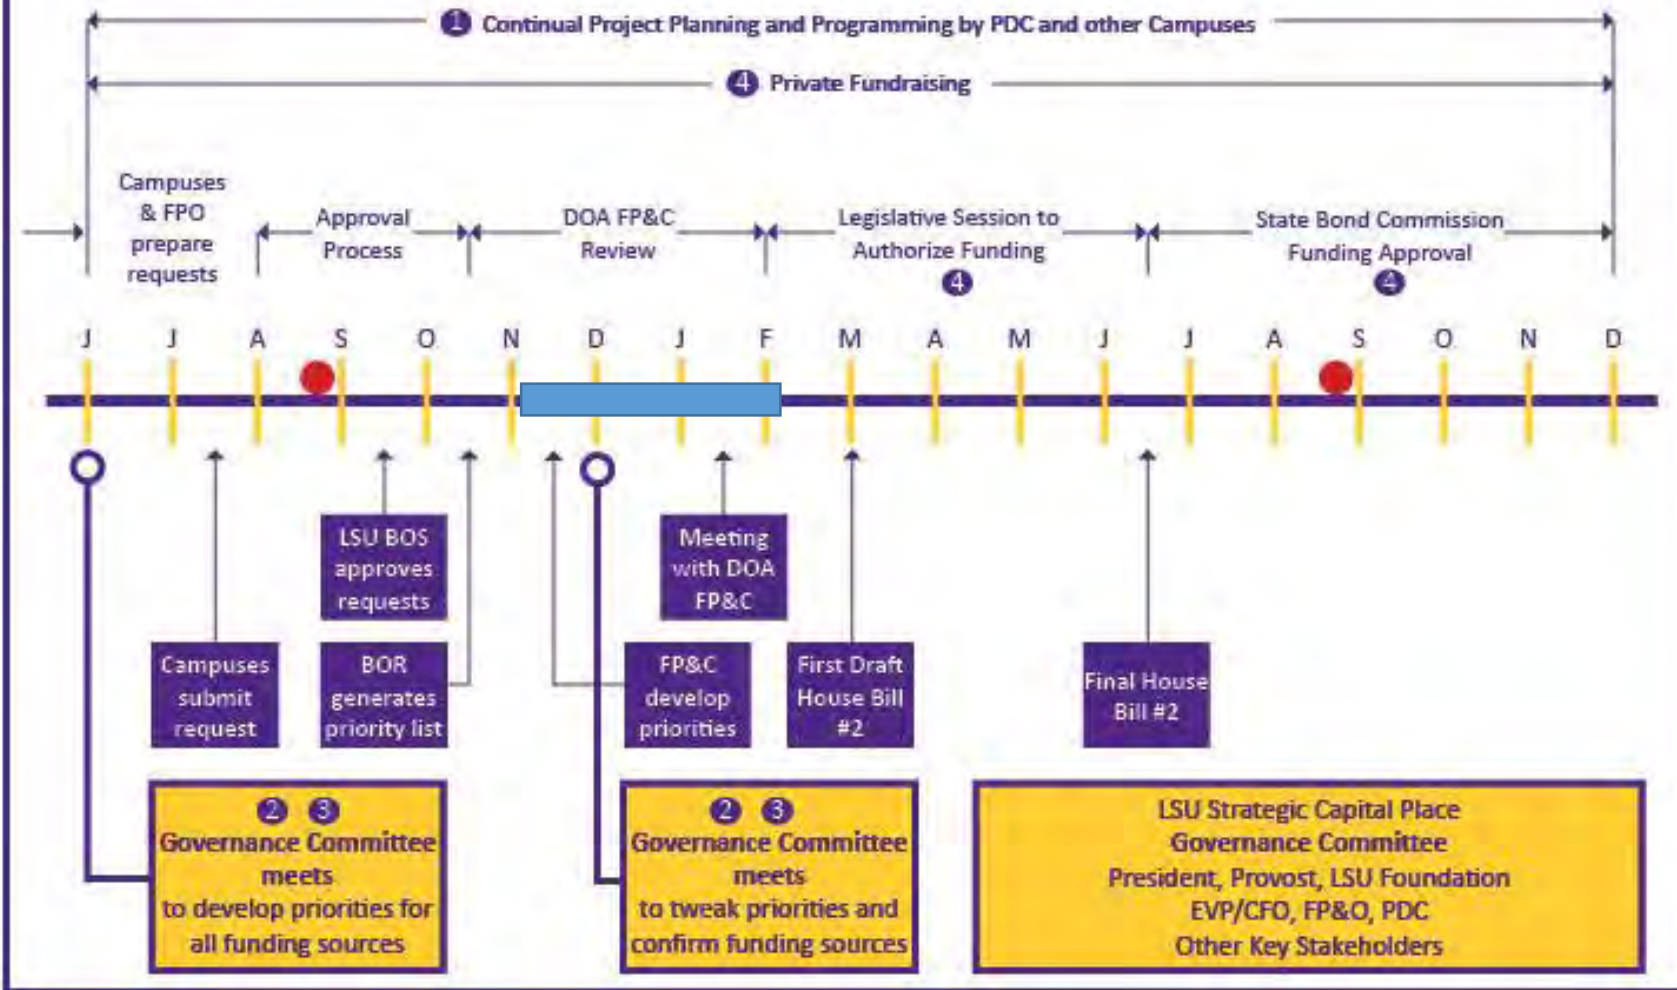 1 Continual Project Planning and Programming by PDC and other Campuses
4 Private Fundraising
Campuses
& FPO
prepare
requests
Approval
Process
DOA FP&C
Review
Legislative Session to
Authorize Funding
4
State Bond Commission
Funding Approval
4
J J A S O N D J F M A M J J A S O N D
LSU BOS
approves
requests
Meeting
with DOA
FP&C
Campuses
submit
request
BOR
generates
priority list
FP&C
develop
priorities
First Draft
House Bill
#2
Final House
Bill #2
2 3
Governance Committee
meets
to develop priorities for
all funding sources
2 3
Governance Committee
meets
to tweak priorities and
confirm funding sources
LSU Strategic Capital Place
Governance Committee
President, Provost, LSU Foundation
EVP/CFO, FP&O, PDC
Other Key Stakeholders